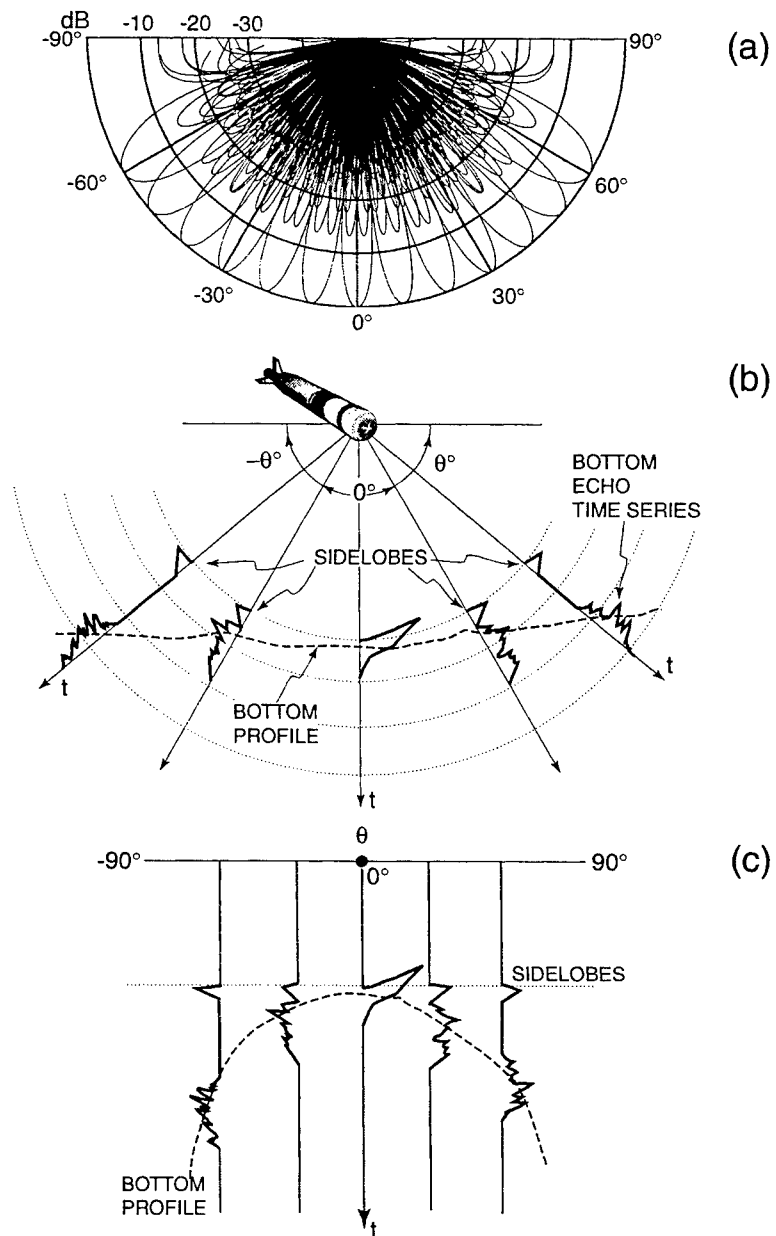 dB -10 -20 -30
-90° 90°
(a)
-60° 60°
-30° 30°
0°
(b)
-θ° θ°
0°
BOTTOM
ECHO
TIME SERIES
SIDELOBES
t t
BOTTOM
PROFILE
t
θ
-90° 90°
(c)
0°
SIDELOBES
BOTTOM
PROFILE
t